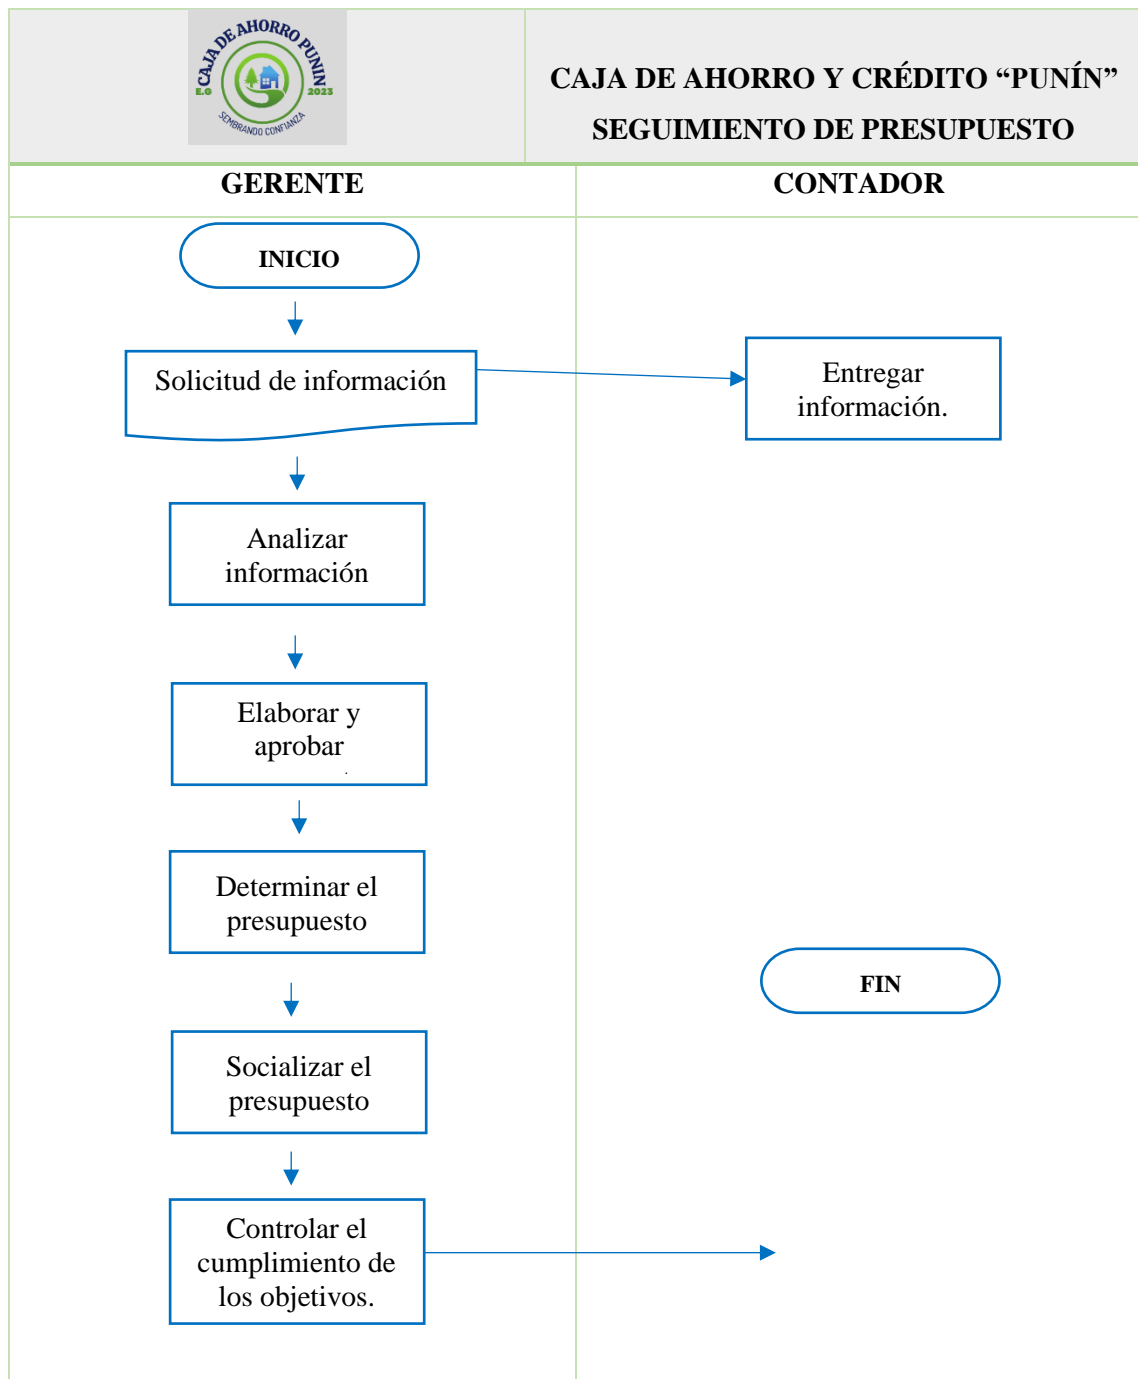 CAJA DE AHORRO PUNIN
E.G
2023
SEMBRANDO CONFIANZA
CAJA DE AHORRO Y CRÉDITO “PUNÍN”
SEGUIMIENTO DE PRESUPUESTO
GERENTE
CONTADOR
INICIO
Solicitud de información
Entregar
información.
Analizar
información
Elaborar y
aprobar
Determinar el
presupuesto
FIN
Socializar el
presupuesto
Controlar el
cumplimiento de
los objetivos.